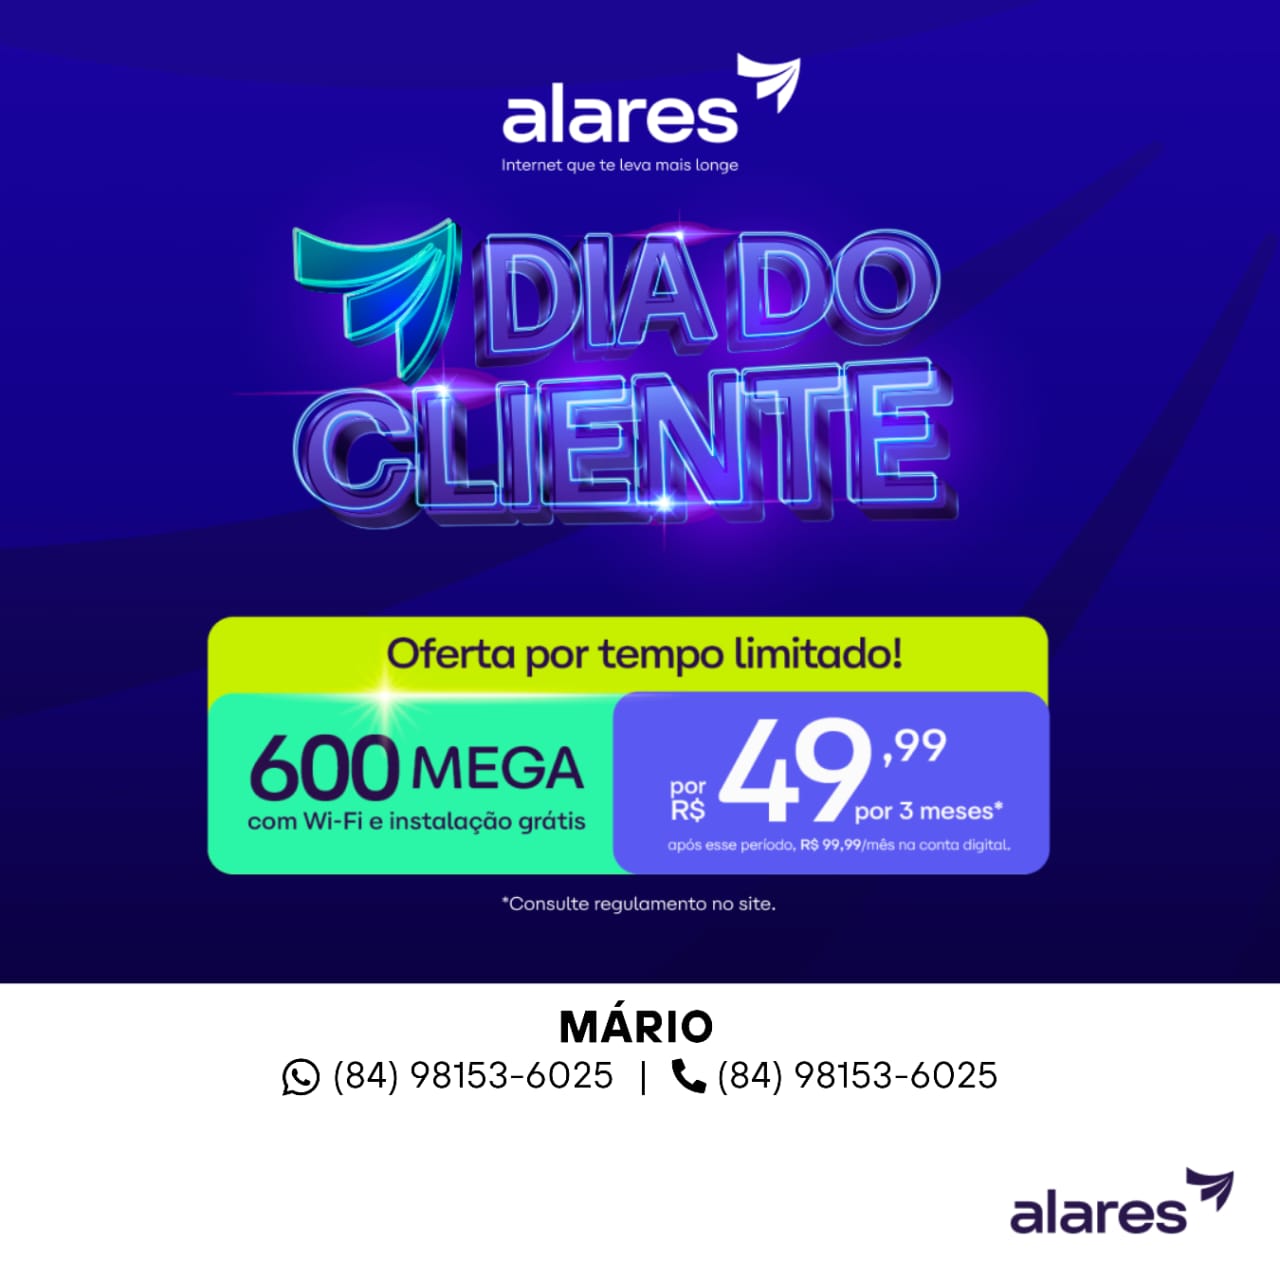 alares
Internet que te leva mais longe
DIA DO
CLIENTE
Oferta por tempo limitado!
600 MEGA
com Wi-Fi e instalação grátis
por
R$ 49,99
por 3 meses*
após esse período, R$ 99,99/mês na conta digital.
*Consulte regulamento no site.
MÁRIO
(84) 98153-6025 | (84) 98153-6025
alares